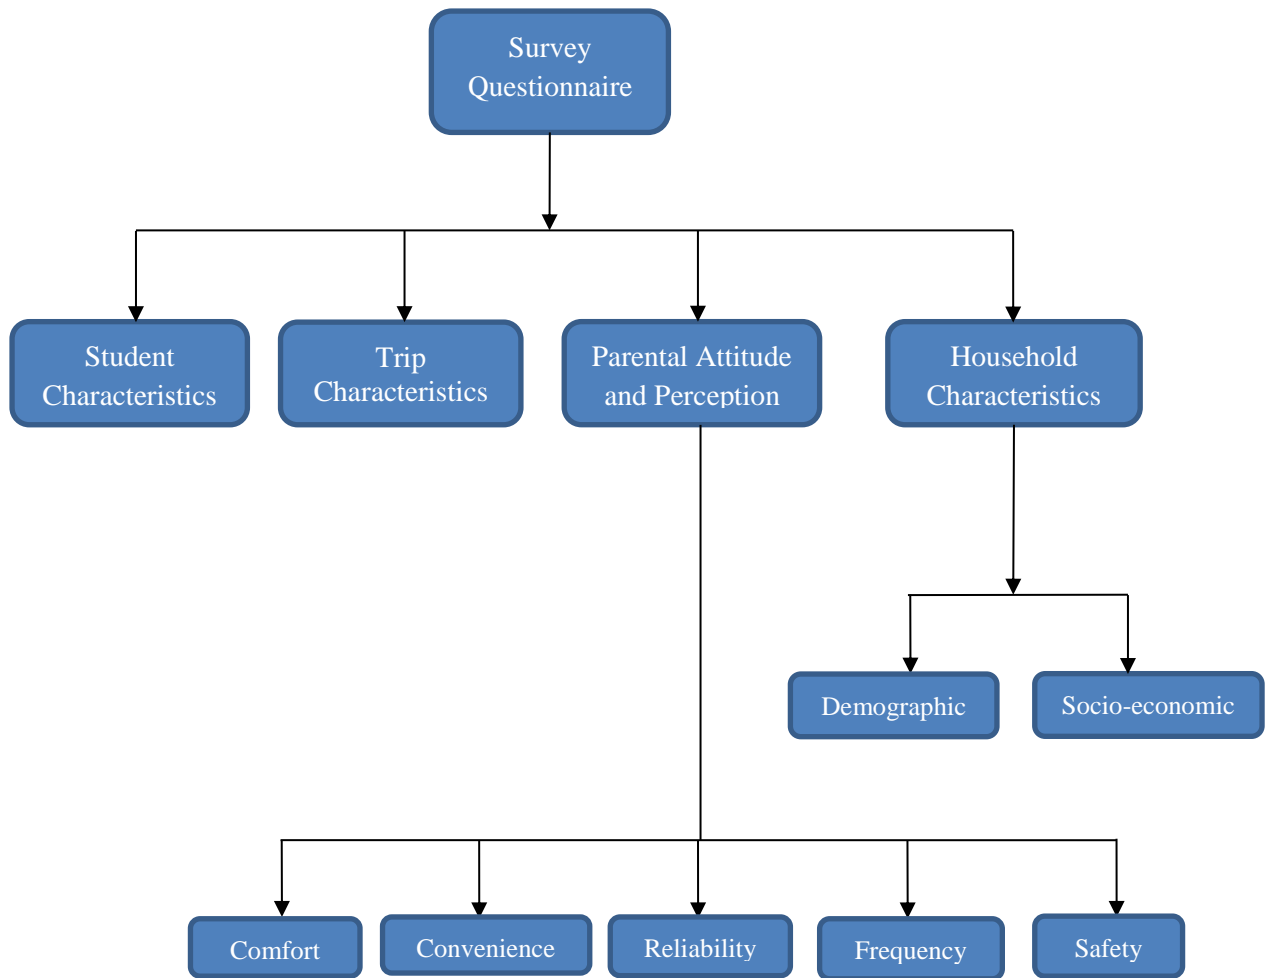 Survey
Questionnaire
Student
Characteristics
Trip
Characteristics
Parental Attitude
and Perception
Household
Characteristics
Demographic
Socio-economic
Comfort
Convenience
Reliability
Frequency
Safety